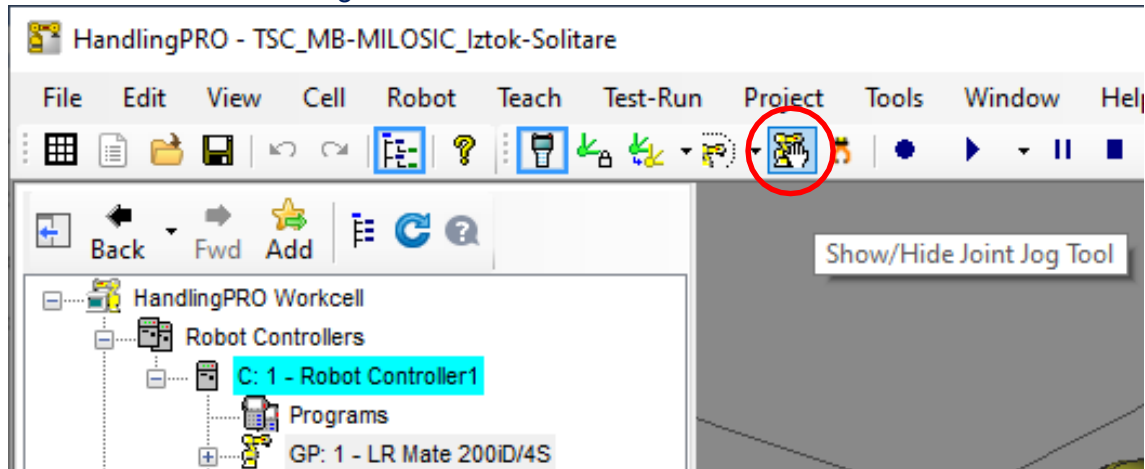 HandlingPRO - TSC_MB-MILOSIC_Iztok-Solitare
File Edit View Cell Robot Teach Test-Run Project Tools Window Help
Back Fwd Add
Show/Hide Joint Jog Tool
HandlingPRO Workcell
Robot Controllers
C: 1 - Robot Controller1
Programs
GP: 1 - LR Mate 200iD/4S